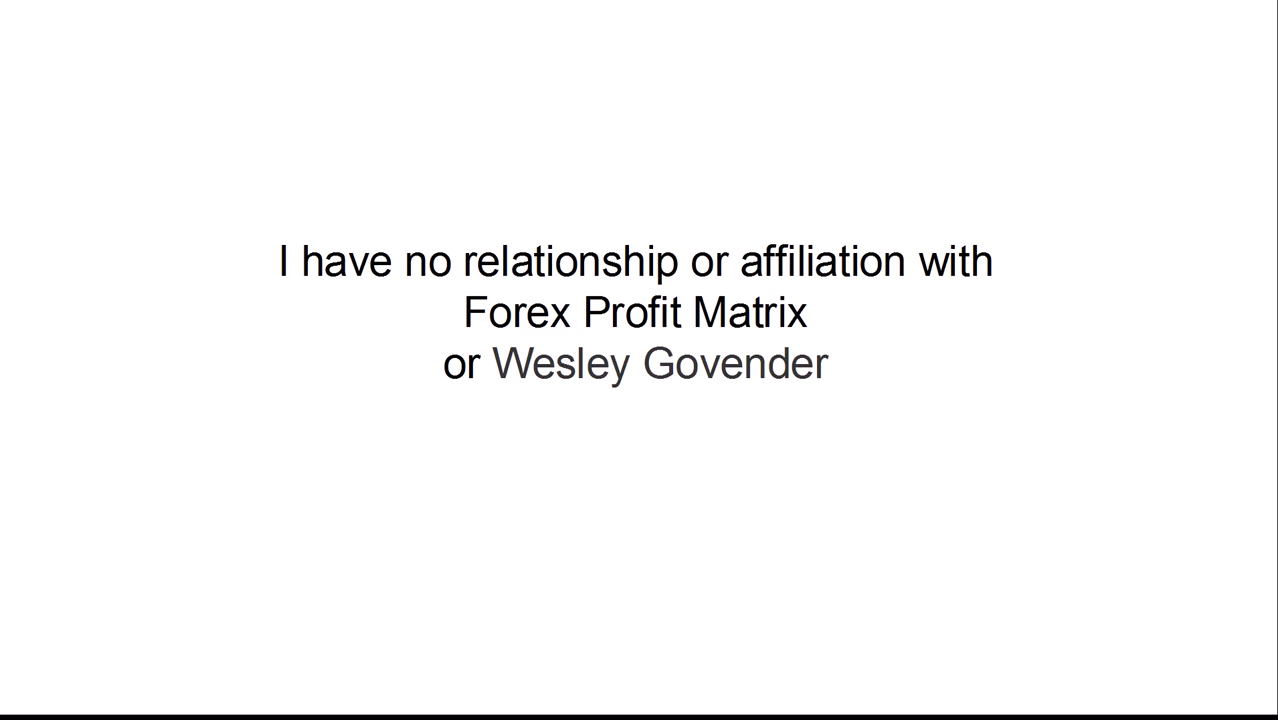 I have no relationship or affiliation with
Forex Profit Matrix
or Wesley Govender